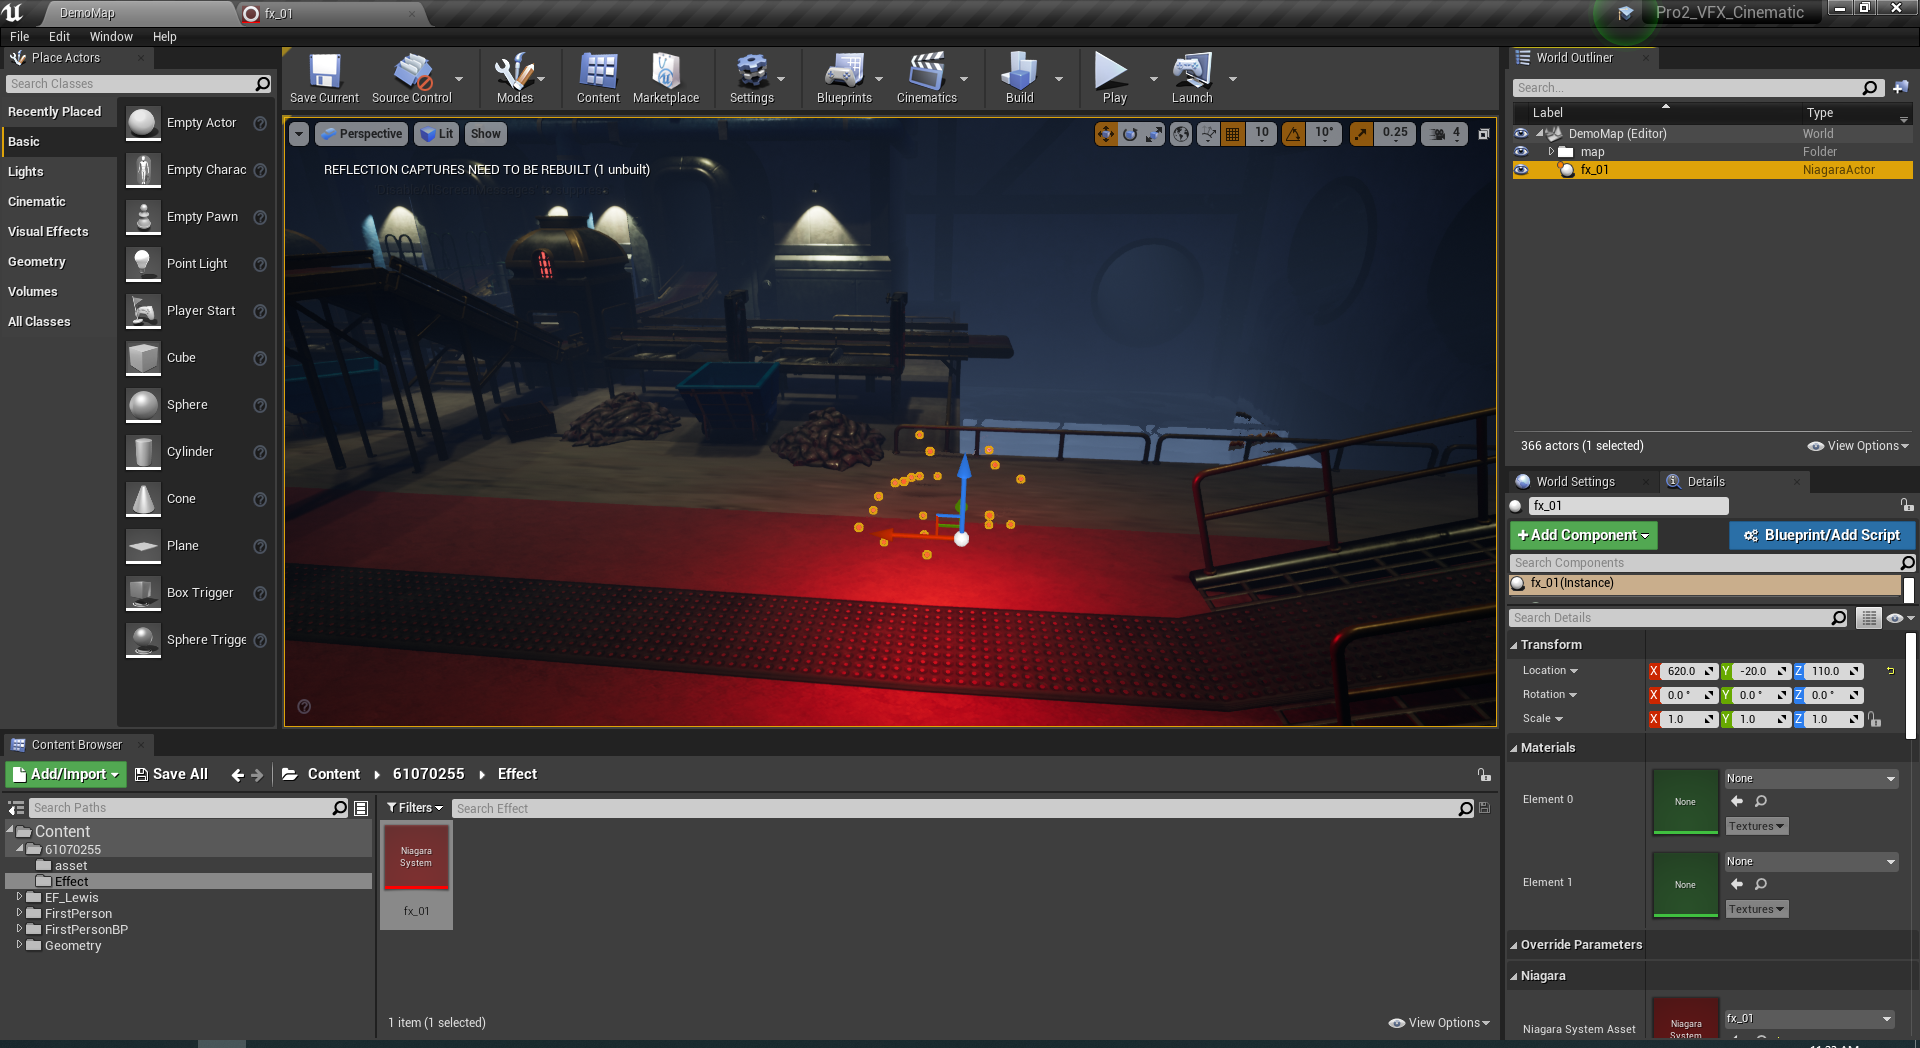 DemoMap
fx_01
Pro2_VFX_Cinematic
File Edit Window Help
Place Actors
Search Classes
Recently Placed
Basic
Lights
Cinematic
Visual Effects
Geometry
Volumes
All Classes
Empty Actor
Empty Charac
Empty Pawn
Point Light
Player Start
Cube
Sphere
Cylinder
Cone
Plane
Box Trigger
Sphere Trigge
Save Current
Source Control
Modes
Content
Marketplace
Settings
Blueprints
Cinematics
Build
Play
Launch
Perspective
Lit
Show
10
10°
0.25
4
REFLECTION CAPTURES NEED TO BE REBUILT (1 unbuilt)
World Outliner
Search...
Label Type
DemoMap (Editor) World
map Folder
fx_01 NiagaraActor
366 actors (1 selected)
View Options
World Settings
Details
fx_01
+Add Component
Blueprint/Add Script
Search Components
fx_01(Instance)
Search Details
Transform
Location X 620.0 Y -20.0 Z 110.0
Rotation X 0.0 ° Y 0.0 ° Z 0.0 °
Scale X 1.0 Y 1.0 Z 1.0
Materials
Element 0
None
None
Textures
Element 1
None
None
Textures
Override Parameters
Niagara
Niagara System Asset
Niagara
System
fx_01
Content Browser
Add/Import
Save All
Content
61070255
Effect
Search Paths
Filters
Search Effect
Content
61070255
asset
Effect
EF_Lewis
FirstPerson
FirstPersonBP
Geometry
Niagara
System
fx_01
1 item (1 selected)
View Options